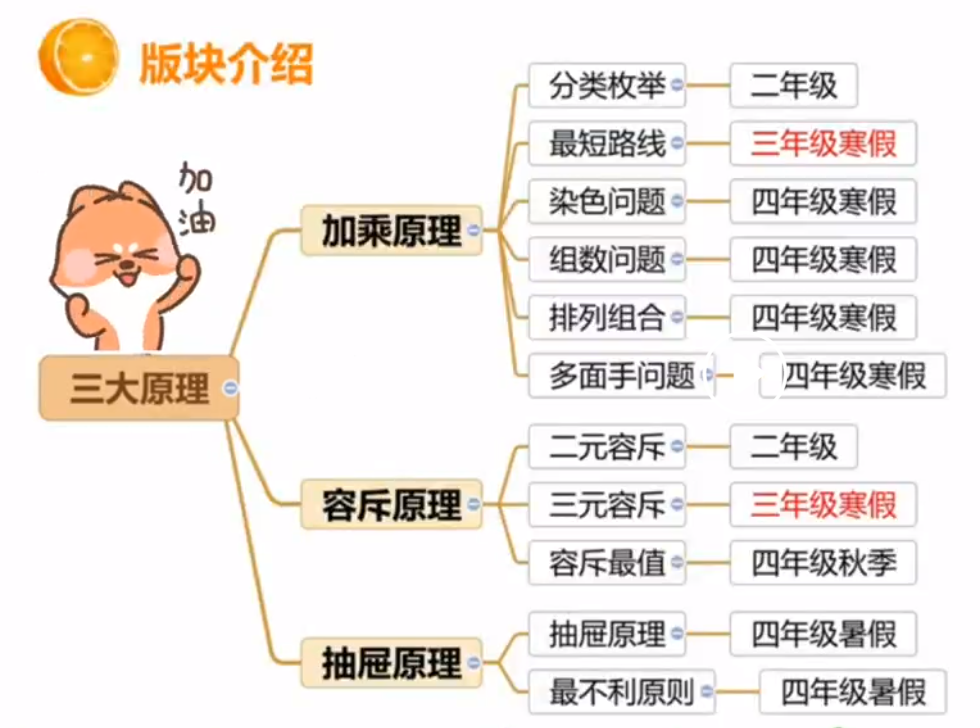 版块介绍
加
油
三大原理
加乘原理
分类枚举 二年级
最短路线 三年级寒假
染色问题 四年级寒假
组数问题 四年级寒假
排列组合 四年级寒假
多面手问题 四年级寒假
容斥原理
二元容斥 二年级
三元容斥 三年级寒假
容斥最值 四年级秋季
抽屉原理
抽屉原理 四年级暑假
最不利原则 四年级暑假